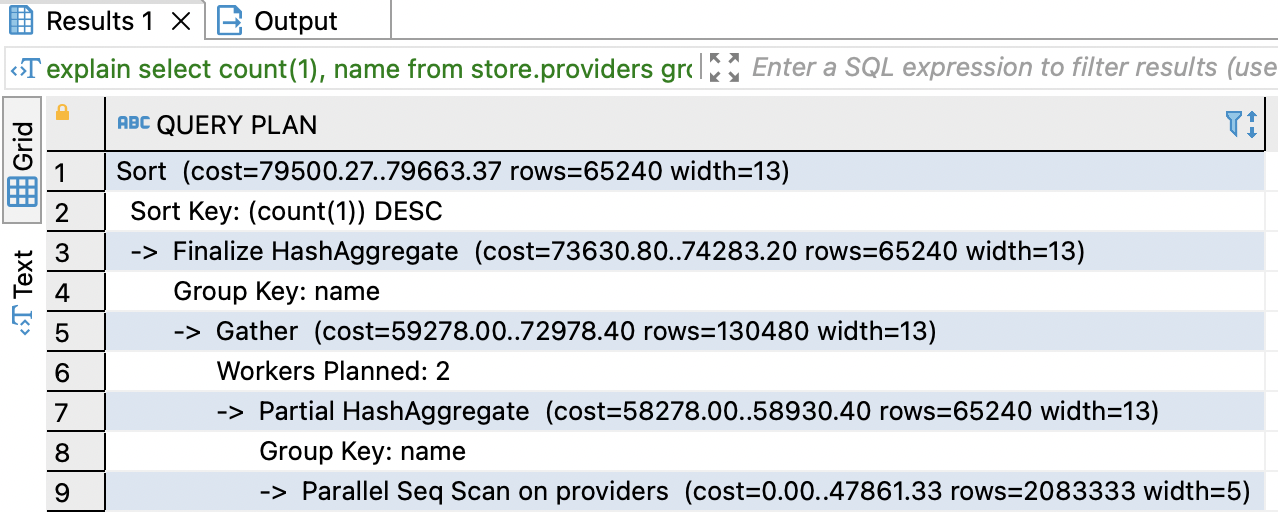 Results 1 Output
explain select count(1), name from store.providers gro Enter a SQL expression to filter results (use
Grid
Text
ABC QUERY PLAN
1 Sort (cost=79500.27..79663.37 rows=65240 width=13)
2 Sort Key: (count(1)) DESC
3 -> Finalize HashAggregate (cost=73630.80..74283.20 rows=65240 width=13)
4 Group Key: name
5 -> Gather (cost=59278.00..72978.40 rows=130480 width=13)
6 Workers Planned: 2
7 -> Partial HashAggregate (cost=58278.00..58930.40 rows=65240 width=13)
8 Group Key: name
9 -> Parallel Seq Scan on providers (cost=0.00..47861.33 rows=2083333 width=5)